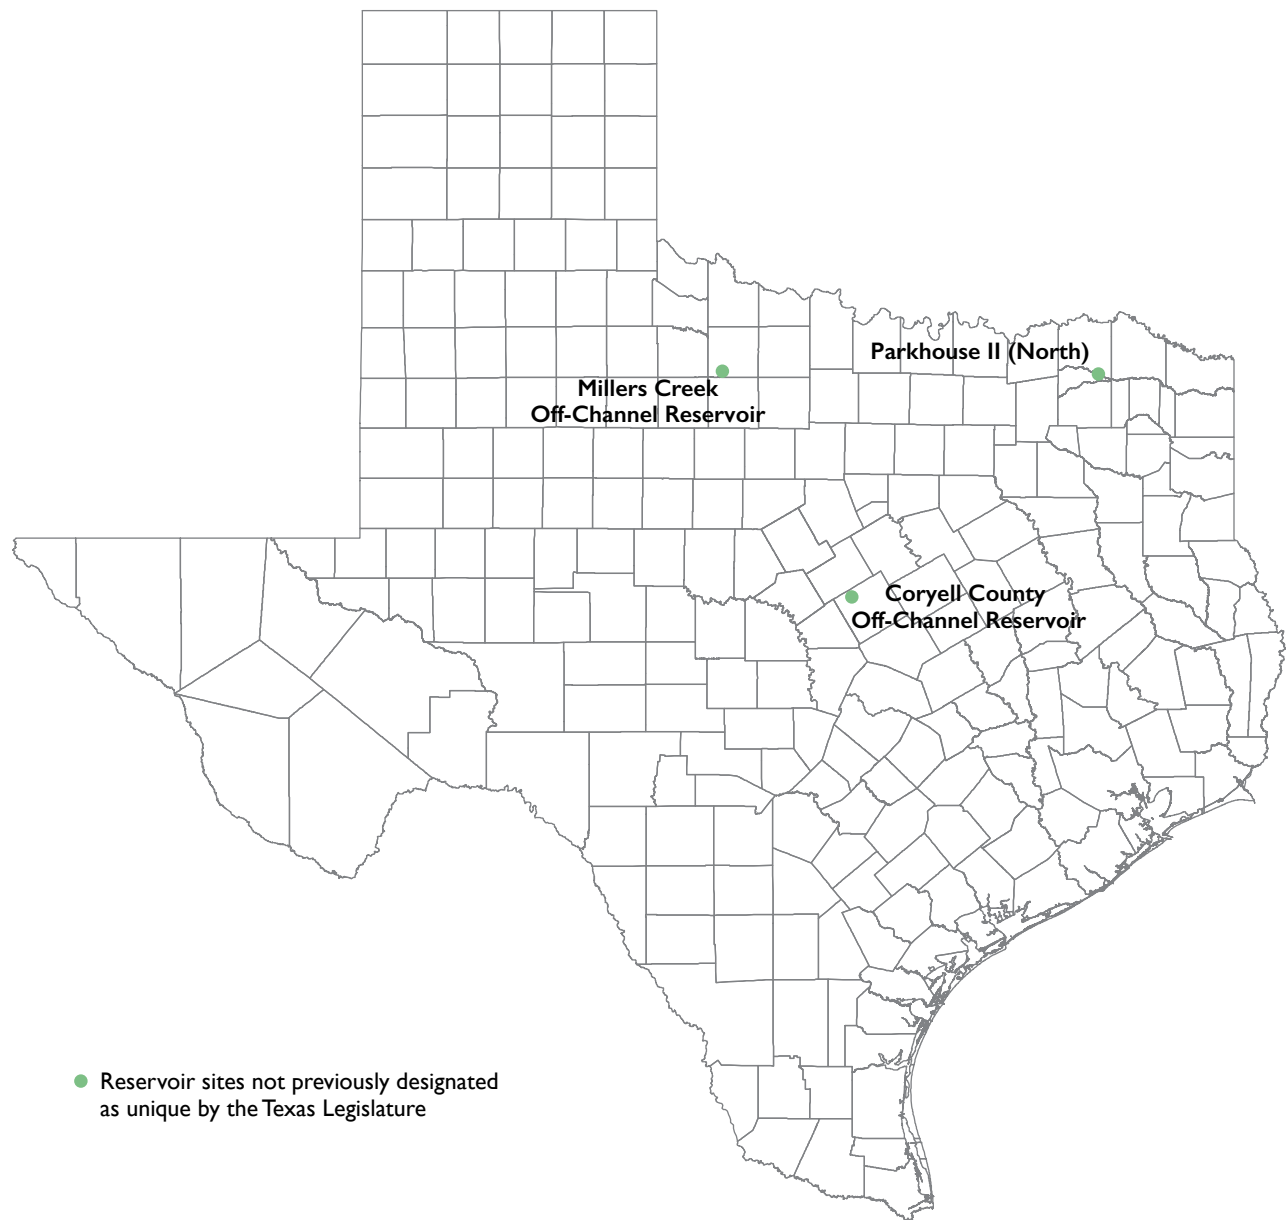 Parkhouse II (North)
Millers Creek
Off-Channel Reservoir
Coryell County
Off-Channel Reservoir
Reservoir sites not previously designated
as unique by the Texas Legislature